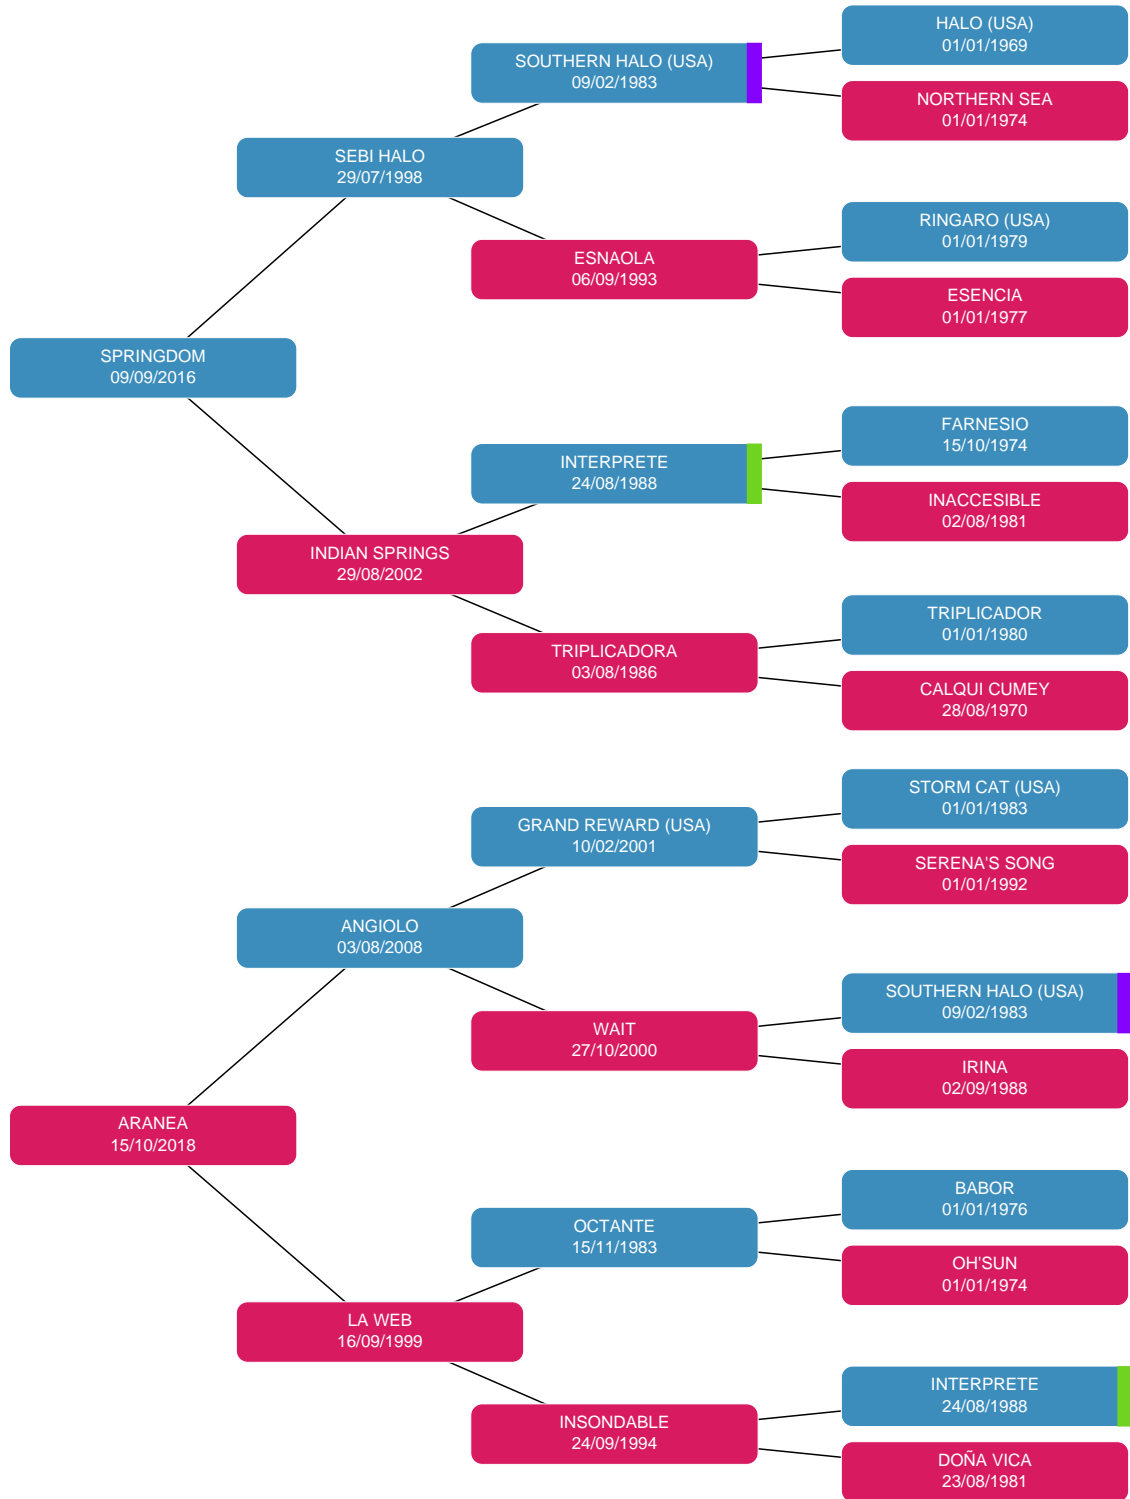 HALO (USA)
01/01/1969
SOUTHERN HALO (USA)
09/02/1983
NORTHERN SEA
01/01/1974
SEBI HALO
29/07/1998
RINGARO (USA)
01/01/1979
ESNAOLA
06/09/1993
ESENCIA
01/01/1977
SPRINGDOM
09/09/2016
FARNESIO
15/10/1974
INTERPRETE
24/08/1988
INACCESIBLE
02/08/1981
INDIAN SPRINGS
29/08/2002
TRIPLICADOR
01/01/1980
TRIPLICADORA
03/08/1986
CALQUI CUMEY
28/08/1970
STORM CAT (USA)
01/01/1983
GRAND REWARD (USA)
10/02/2001
SERENA'S SONG
01/01/1992
ANGIOLO
03/08/2008
SOUTHERN HALO (USA)
09/02/1983
WAIT
27/10/2000
IRINA
02/09/1988
ARANEA
15/10/2018
BABOR
01/01/1976
OCTANTE
15/11/1983
OH'SUN
01/01/1974
LA WEB
16/09/1999
INTERPRETE
24/08/1988
INSONDABLE
24/09/1994
DOÑA VICA
23/08/1981